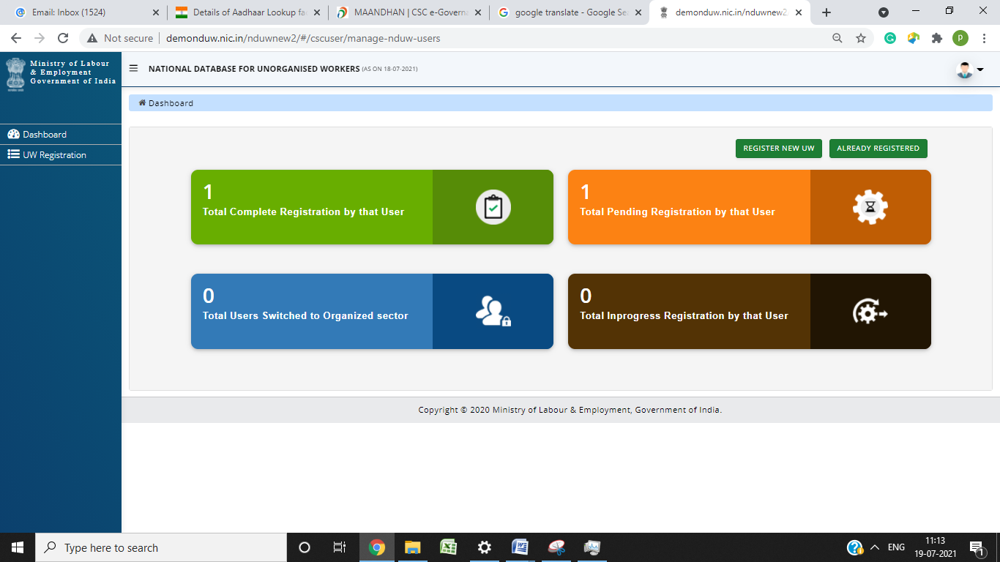 Email: Inbox (1524)
Details of Aadhaar Lookup fa
MAANDHAN | CSC e-Governa
google translate - Google Sea
demonduw.nic.in/nduwnew2
Not secure
demonduw.nic.in/nduwnew2/#/cscuser/manage-nduw-users
p
Ministry of Labour
& Employment
Government of India
NATIONAL DATABASE FOR UNORGANISED WORKERS (AS ON 18-07-2021)
Dashboard
Dashboard
UW Registration
REGISTER NEW UW
ALREADY REGISTERED
1
Total Complete Registration by that User
1
Total Pending Registration by that User
0
Total Users Switched to Organized sector
0
Total Inprogress Registration by that User
Copyright © 2020 Ministry of Labour & Employment, Government of India.
Type here to search
ENG
11:13
19-07-2021
1